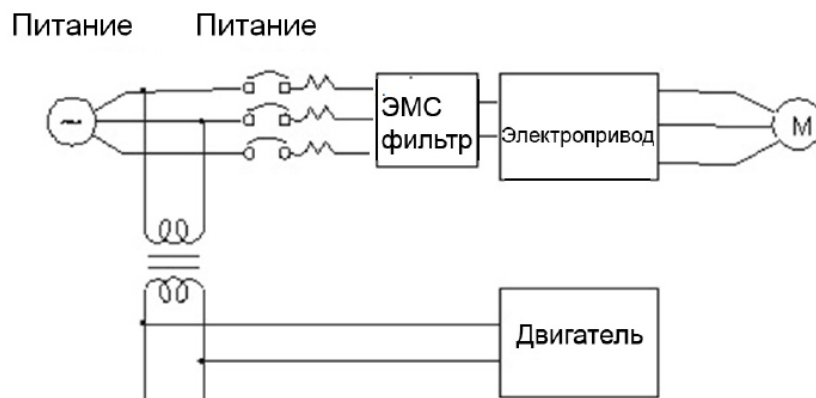 Питание Питание
ЭМС
фильтр
Электропривод
М
Двигатель